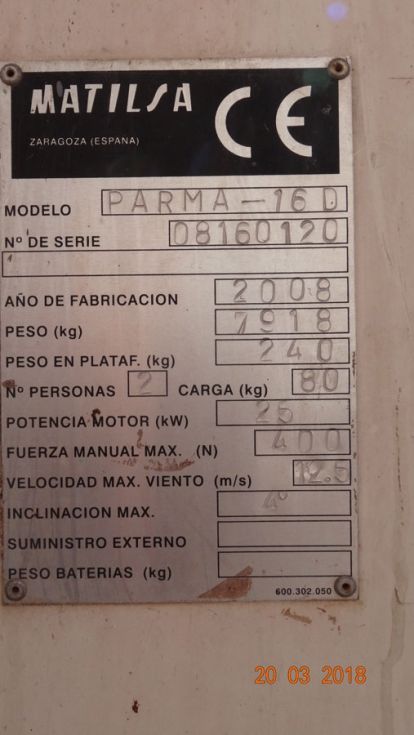 MATILSA CE
ZARAGOZA (ESPANA)
MODELO PARMA-16 D
Nº DE SERIE 08160120
AÑO DE FABRICACION 2008
PESO (kg) 7918
PESO EN PLATAF. (kg) 240
Nº PERSONAS 2 CARGA (kg) 80
POTENCIA MOTOR (kW) 25
FUERZA MANUAL MAX. (N) 400
VELOCIDAD MAX. VIENTO (m/s) 12.5
INCLINACION MAX. 4º
SUMINISTRO EXTERNO
PESO BATERIAS (kg)
600.302.050
20 03 2018